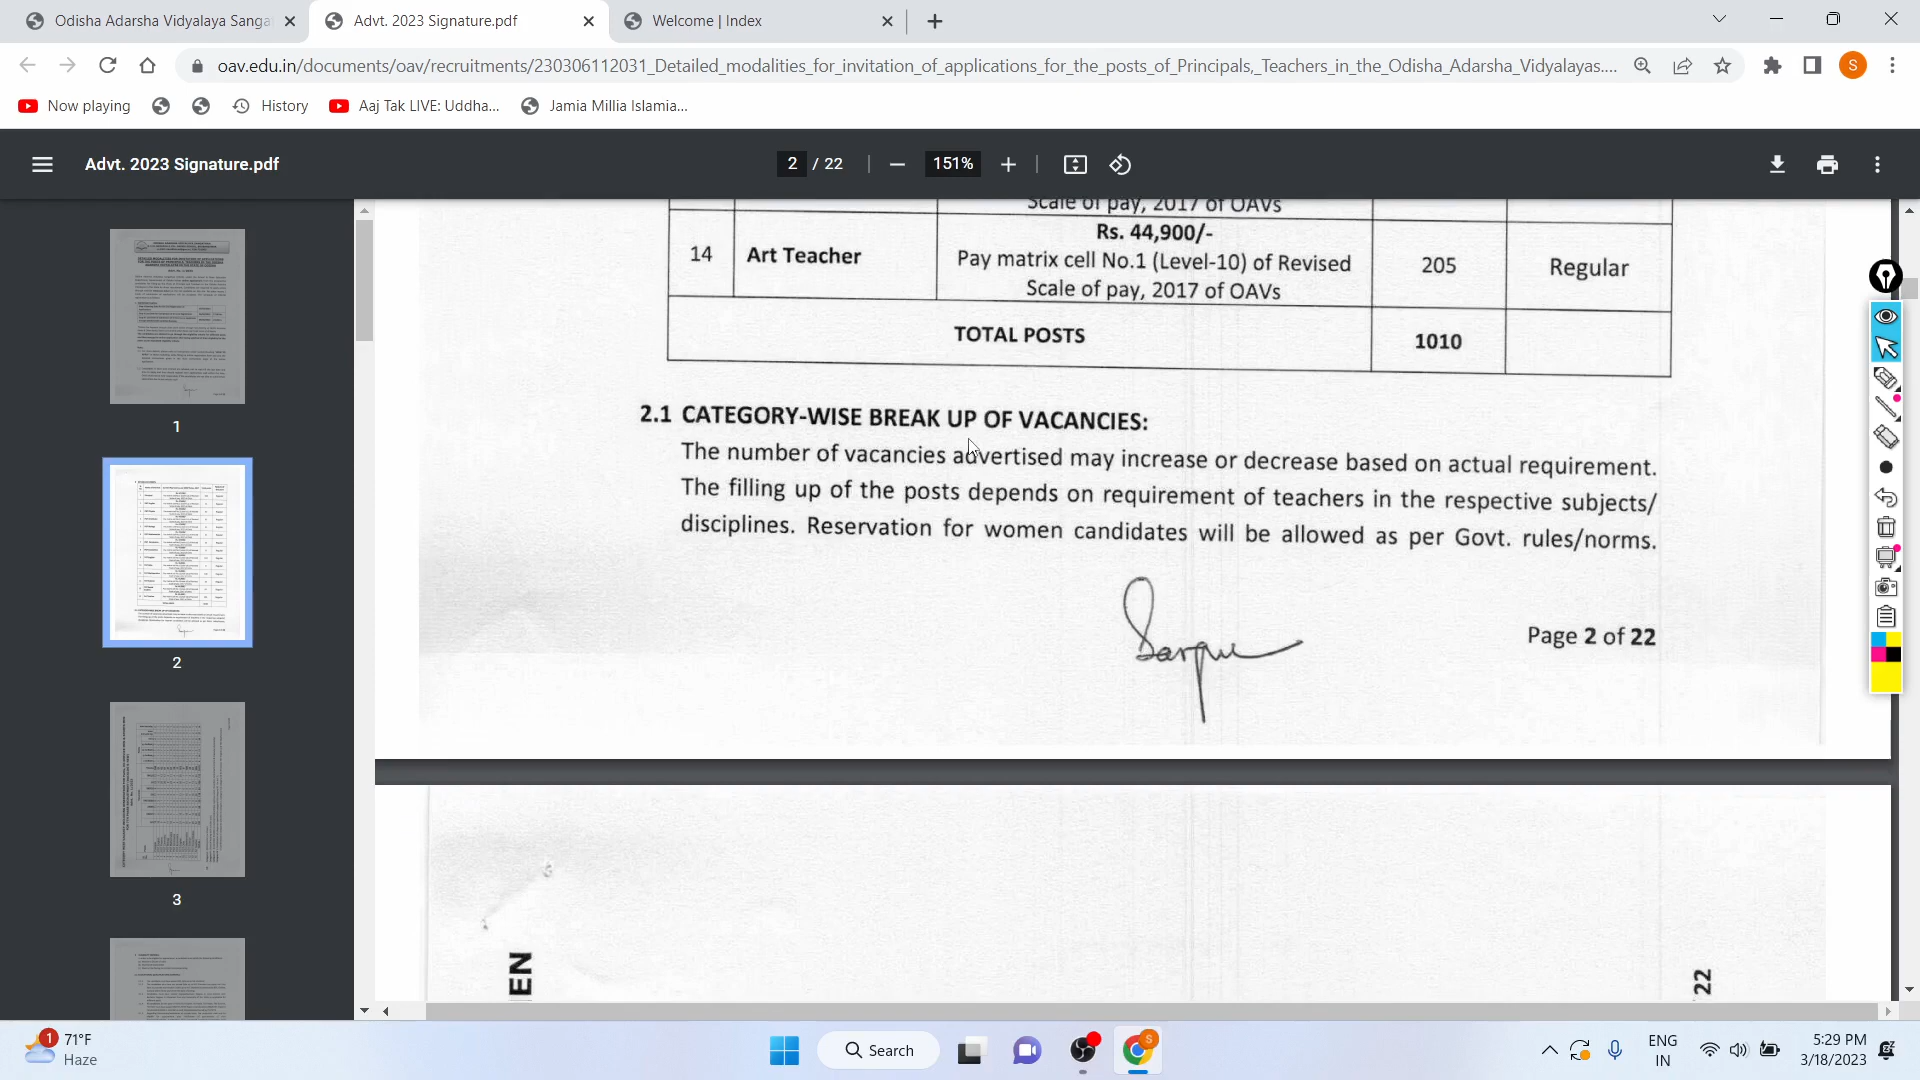 Odisha Adarsha Vidyalaya Sanga
Advt. 2023 Signature.pdf
Welcome | Index
oav.edu.in/documents/oav/recruitments/230306112031_Detailed_modalities_for_invitation_of_applications_for_the_posts_of_Principals,_Teachers_in_the_Odisha_Adarsha_Vidyalayas....
S
Now playing
History
Aaj Tak LIVE: Uddha...
Jamia Millia Islamia...
Advt. 2023 Signature.pdf
2 / 22
151%
1
2
3
Scale of pay, 2017 of OAVs
14 Art Teacher
Rs. 44,900/-
Pay matrix cell No.1 (Level-10) of Revised
Scale of pay, 2017 of OAVs
205 Regular
TOTAL POSTS 1010
2.1 CATEGORY-WISE BREAK UP OF VACANCIES:
The number of vacancies advertised may increase or decrease based on actual requirement.
The filling up of the posts depends on requirement of teachers in the respective subjects/
disciplines. Reservation for women candidates will be allowed as per Govt. rules/norms.
Page 2 of 22
EN
22
1
71°F
Haze
Search
S
ENG
IN
5:29 PM
3/18/2023